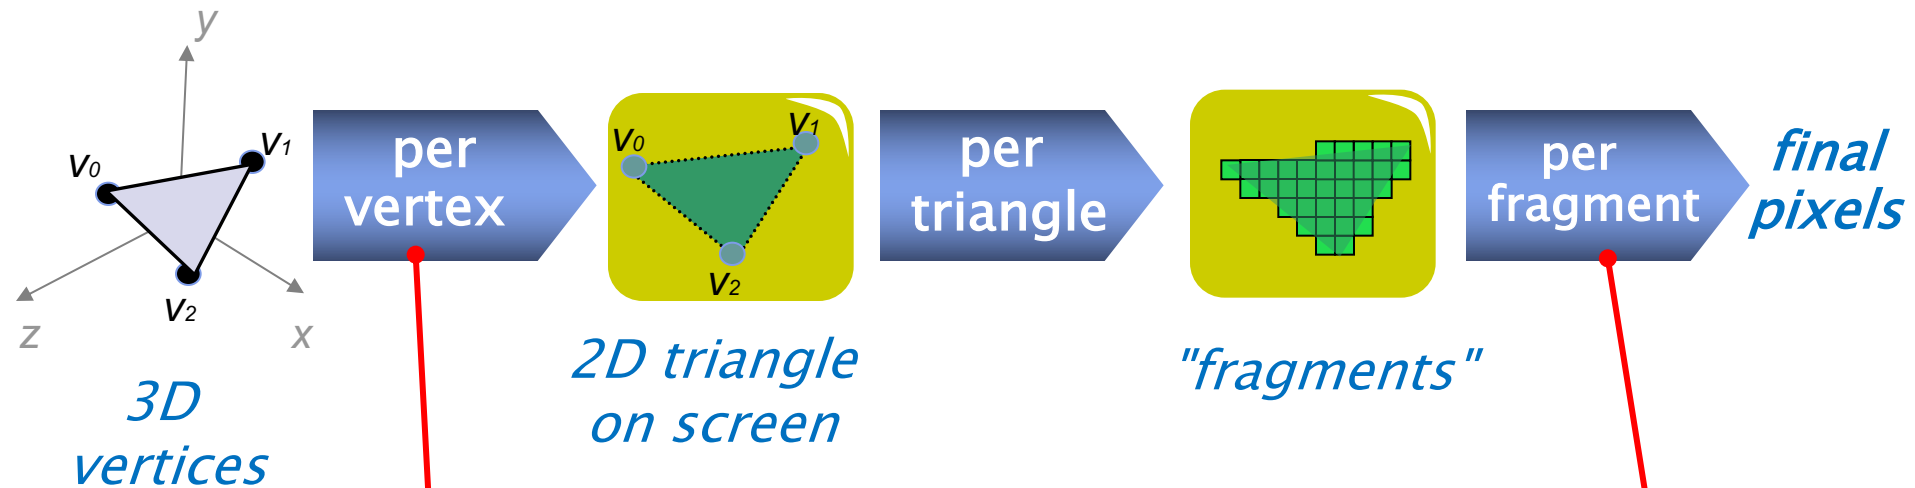 y
v0
v1
v2
z
x
3D
vertices
per
vertex
v0
v1
v2
2D triangle
on screen
per
triangle
"fragments"
per
fragment
final
pixels